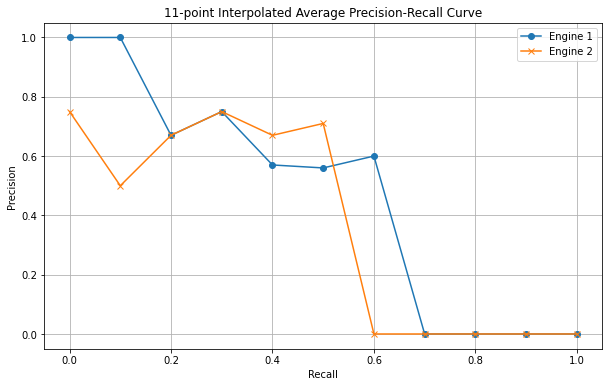 11-point Interpolated Average Precision-Recall Curve
Engine 1
Engine 2
1.0
0.8
0.6
0.4
0.2
0.0
Precision
0.0 0.2 0.4 0.6 0.8 1.0
Recall